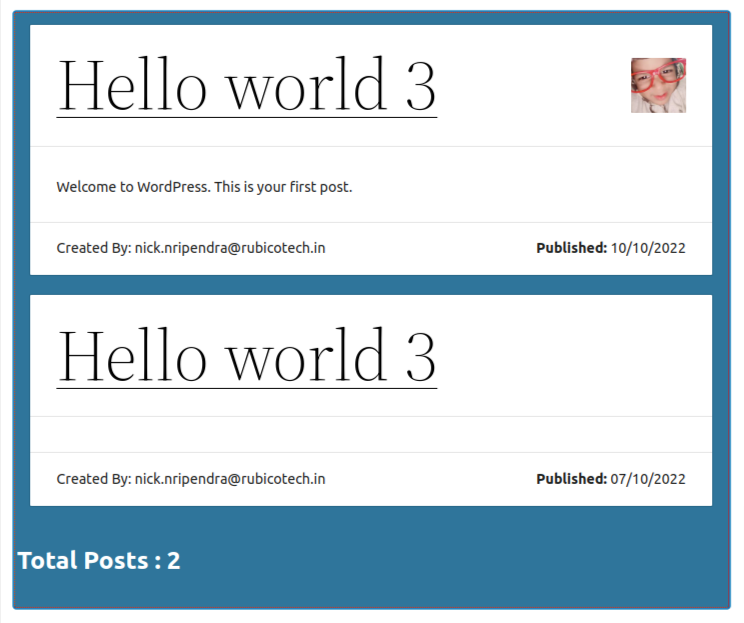 Hello world 3
Welcome to WordPress. This is your first post.
Created By: nick.nripendra@rubicotech.in Published: 10/10/2022
Hello world 3
Created By: nick.nripendra@rubicotech.in Published: 07/10/2022
Total Posts : 2